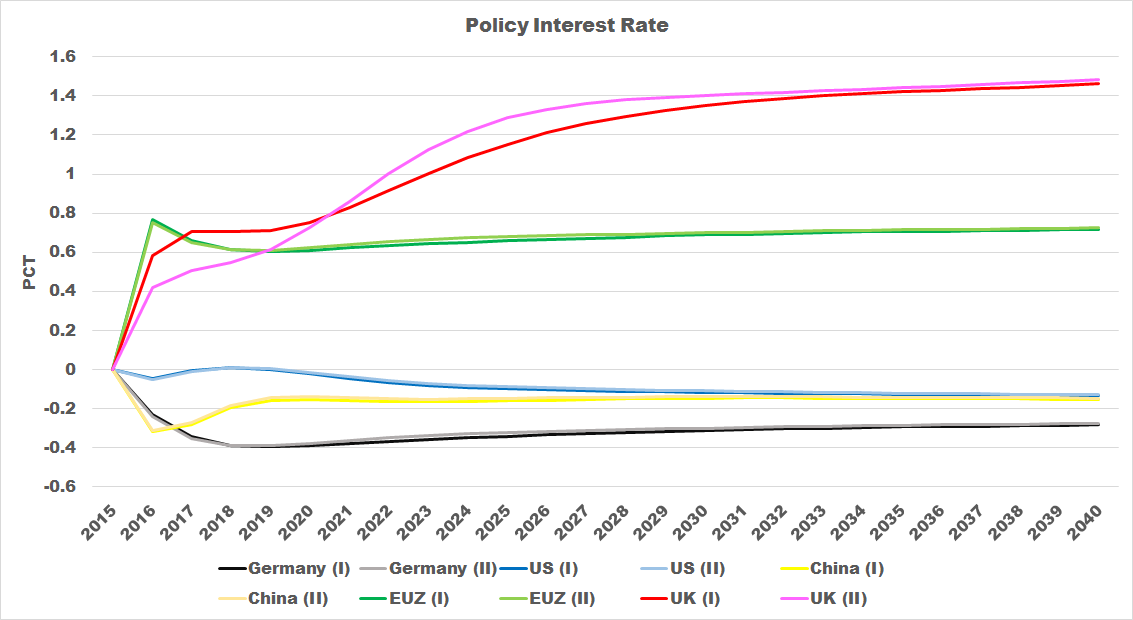 Policy Interest Rate
1.6
1.4
1.2
1
0.8
0.6
0.4
0.2
0
-0.2
-0.4
-0.6
PCT
2015 2016 2017 2018 2019 2020 2021 2022 2023 2024 2025 2026 2027 2028 2029 2030 2031 2032 2033 2034 2035 2036 2037 2038 2039 2040
Germany (I) Germany (II) US (I) US (II) China (I)
China (II) EUZ (I) EUZ (II) UK (I) UK (II)